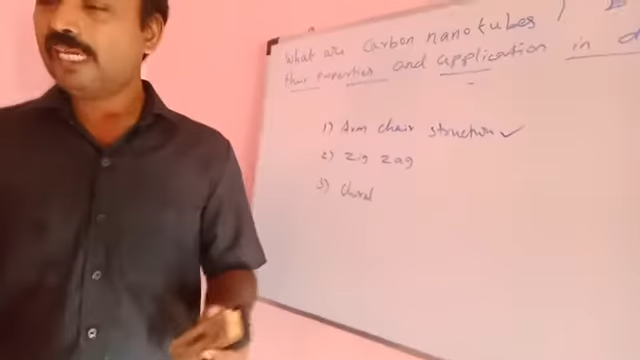 What are Carbon nanotubes
their properties and application in
1) Arm chair structure ✓
2) Zig zag
3) Chiral